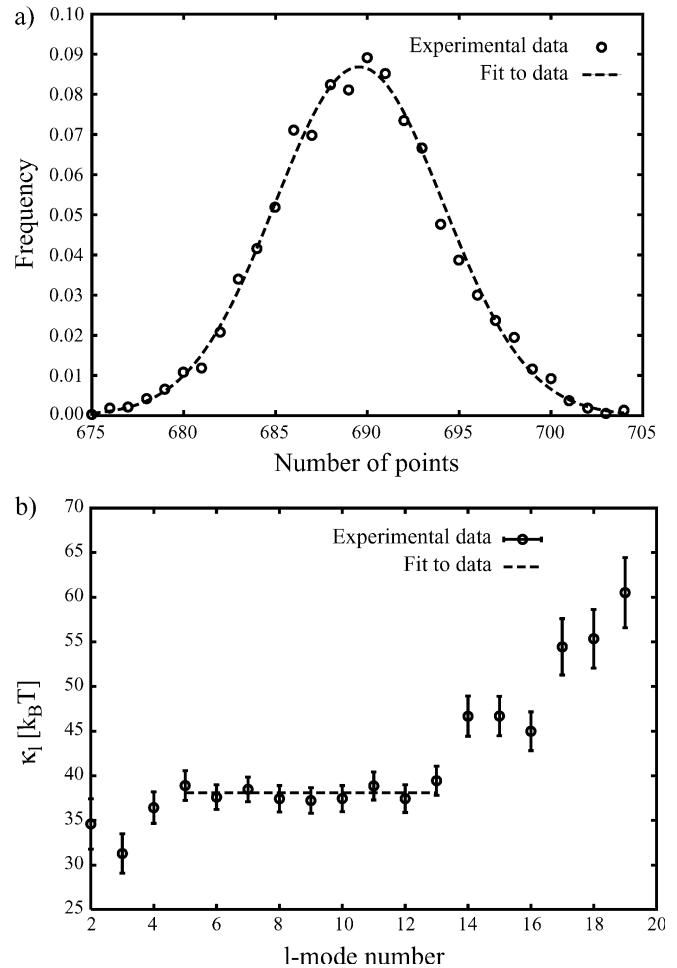 a)
0.10
0.09
0.08
0.07
0.06
0.05
0.04
0.03
0.02
0.01
0.00
Frequency
Experimental data
Fit to data
675 680 685 690 695 700 705
Number of points
b)
70
65
60
55
50
45
40
35
30
25
κl [kBT]
Experimental data
Fit to data
2 4 6 8 10 12 14 16 18 20
l-mode number